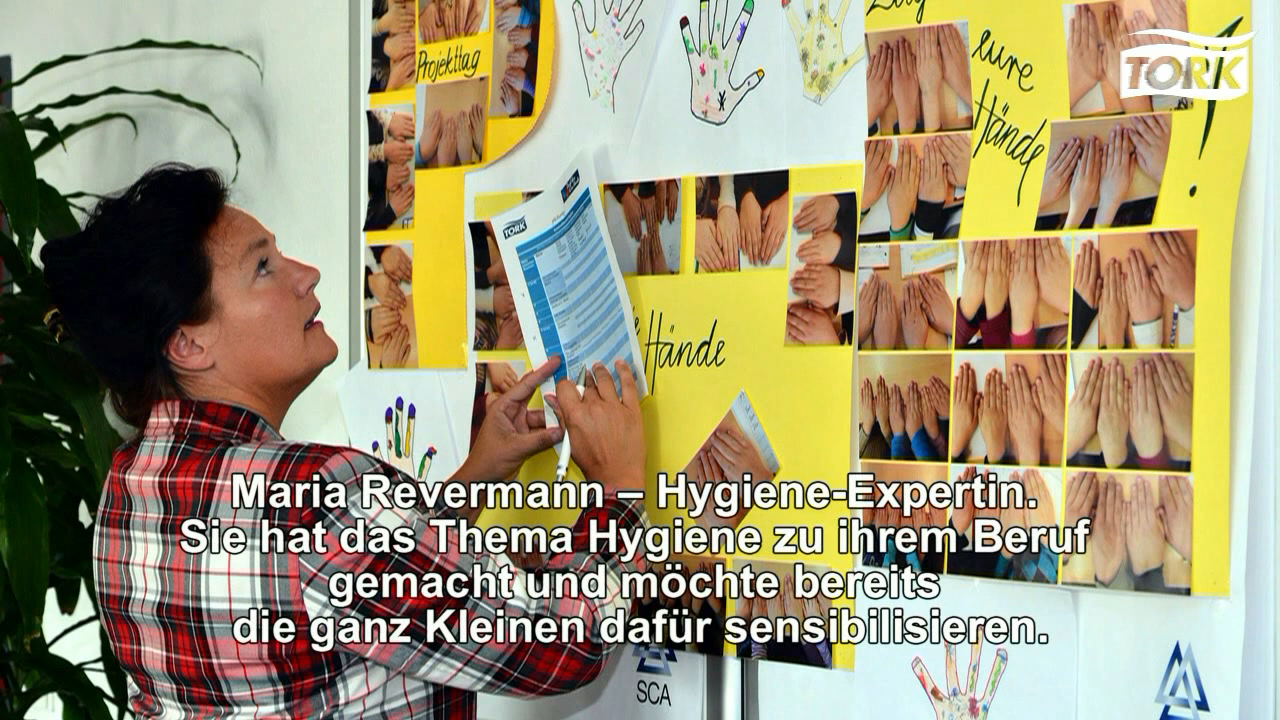 Projekttag
eure
Hände
!
TORK
TORK
Hände
Maria Revermann – Hygiene-Expertin.
Sie hat das Thema Hygiene zu ihrem Beruf
gemacht und möchte bereits
die ganz Kleinen dafür sensibilisieren.
SCA